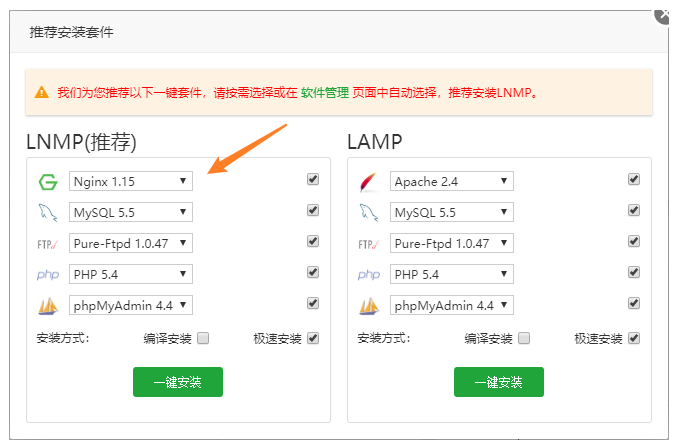 推荐安装套件
我们为您推荐以下一键套件，请按需选择或在 软件管理 页面中自动选择，推荐安装LNMP。
LNMP(推荐)
Nginx 1.15
MySQL 5.5
FTP Pure-Ftpd 1.0.47
php PHP 5.4
phpMyAdmin 4.4
安装方式： 编译安装 极速安装
一键安装
LAMP
Apache 2.4
MySQL 5.5
FTP Pure-Ftpd 1.0.47
php PHP 5.4
phpMyAdmin 4.4
安装方式： 编译安装 极速安装
一键安装